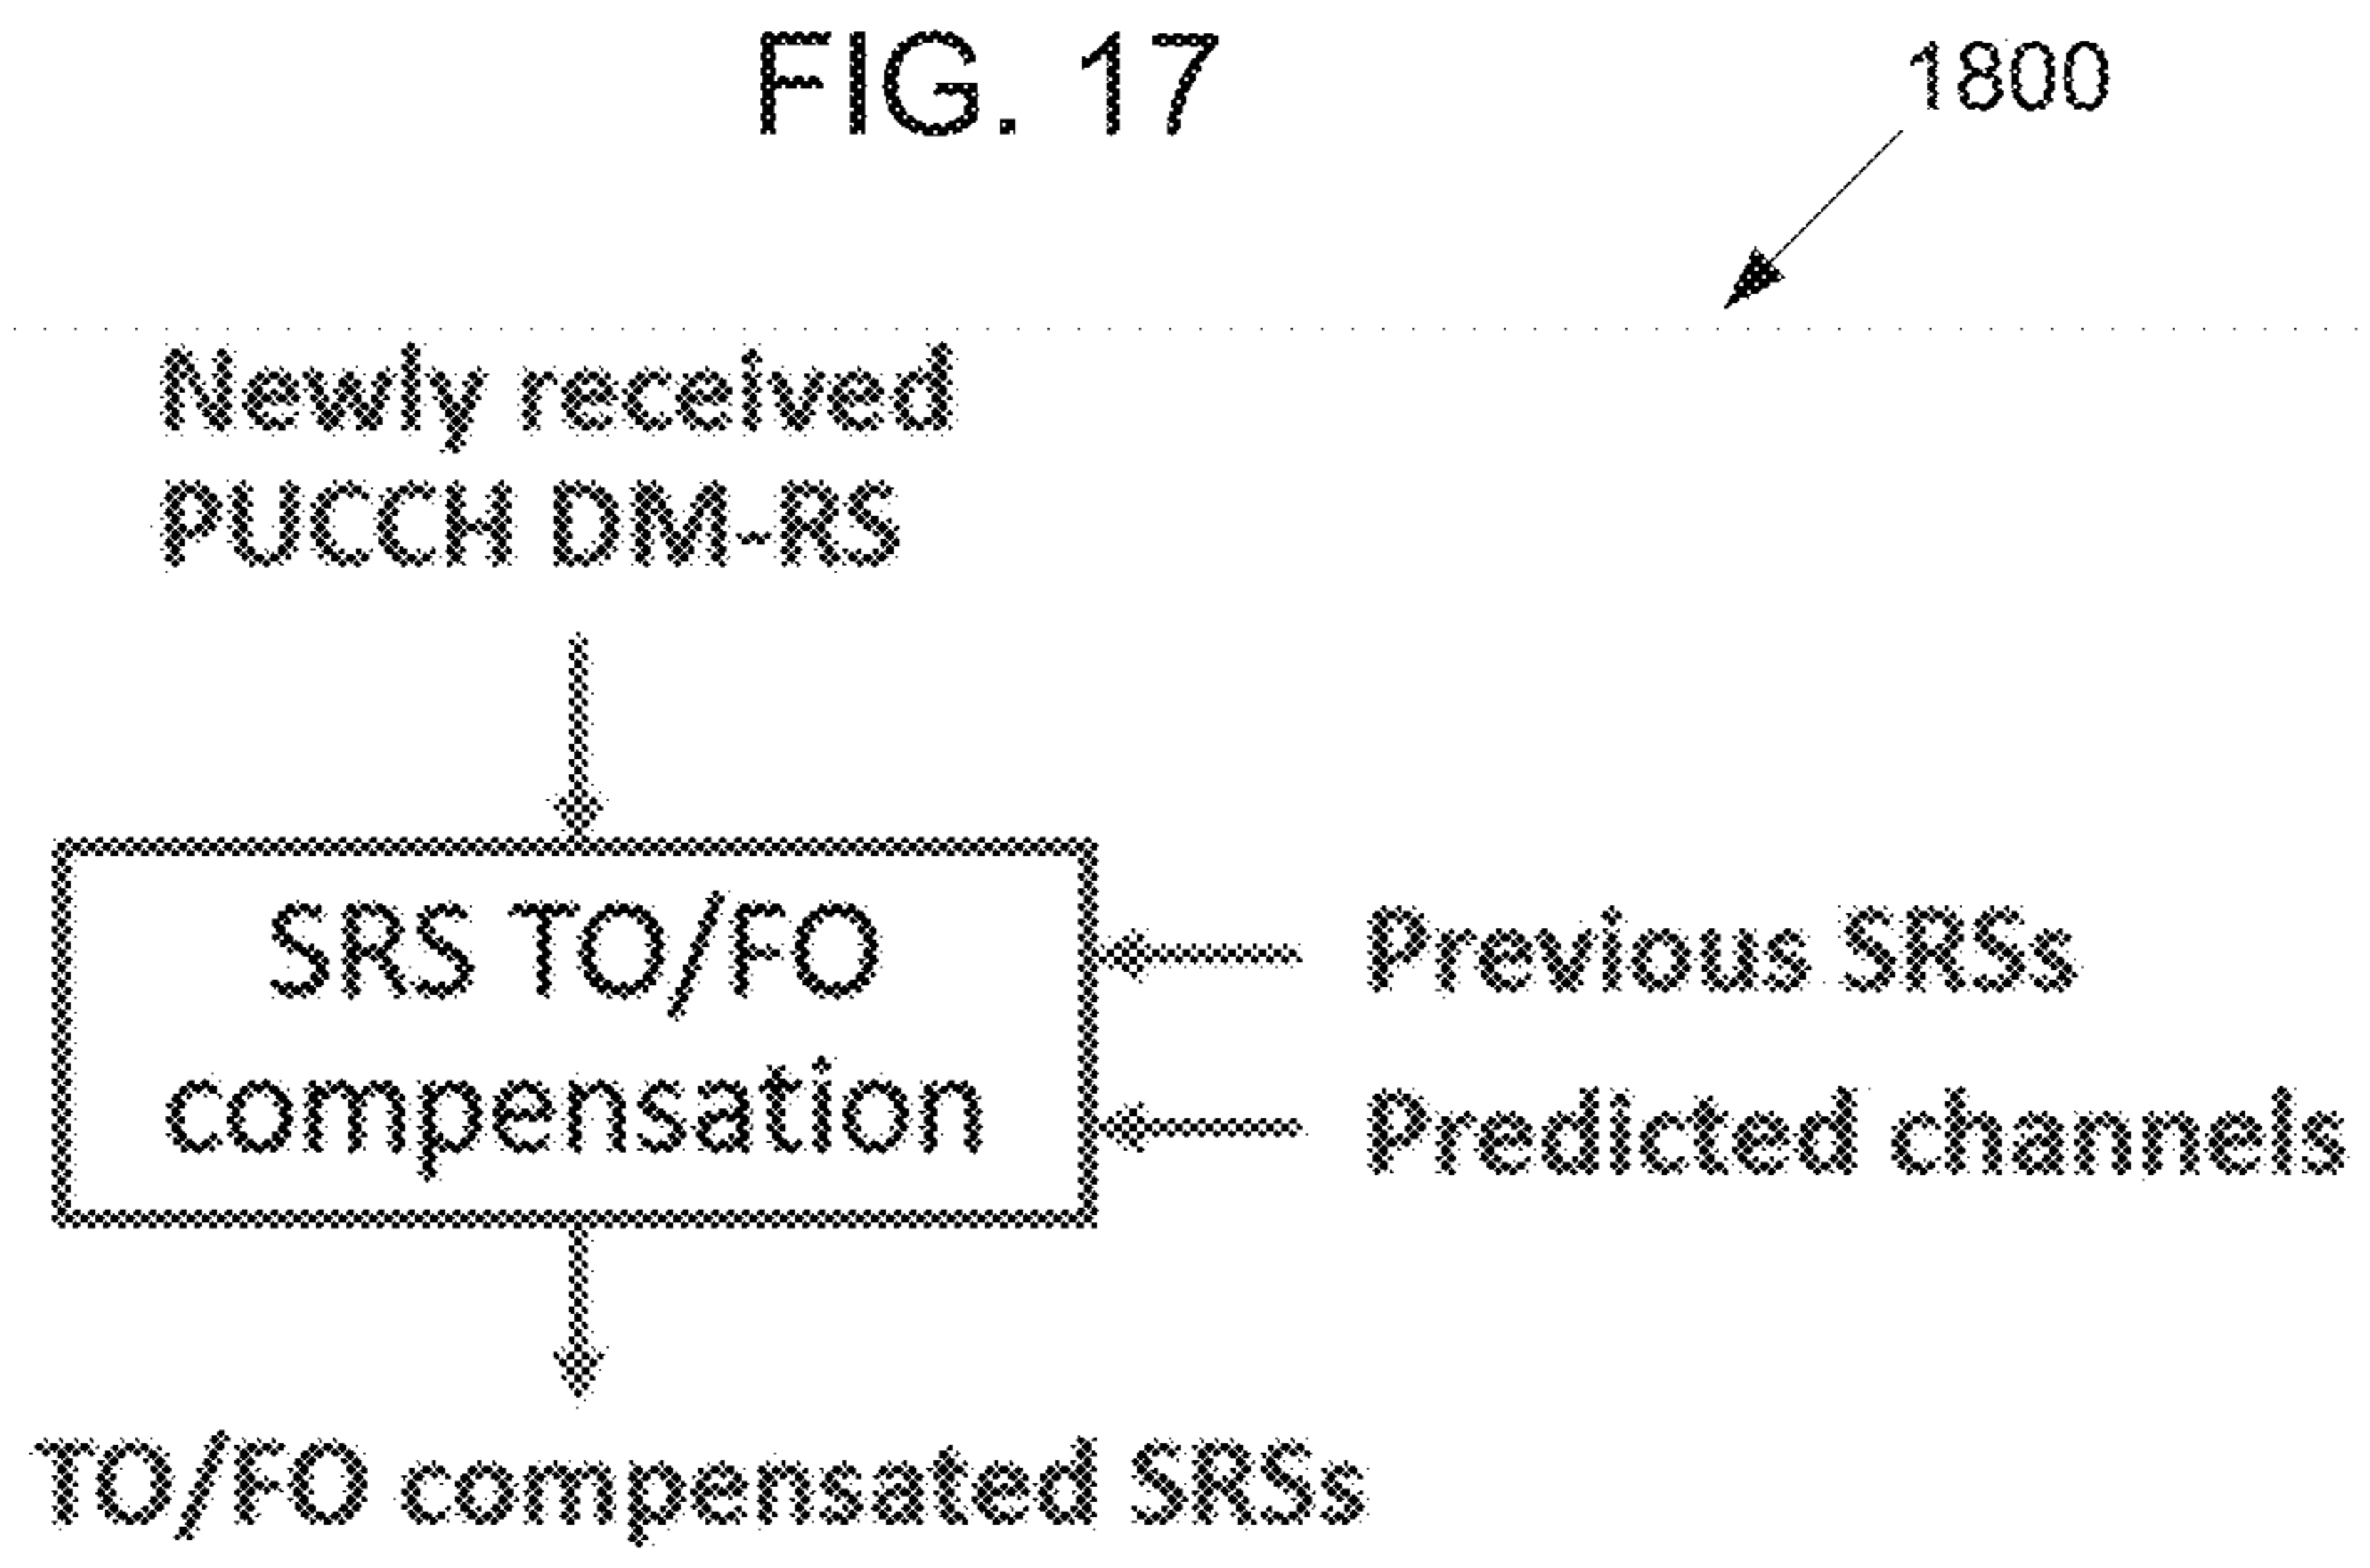 FIG. 17
1800
Newly received
PUCCH DM-RS
SRS TO/FO
compensation
Previous SRSs
Predicted channels
TO/FO compensated SRSs